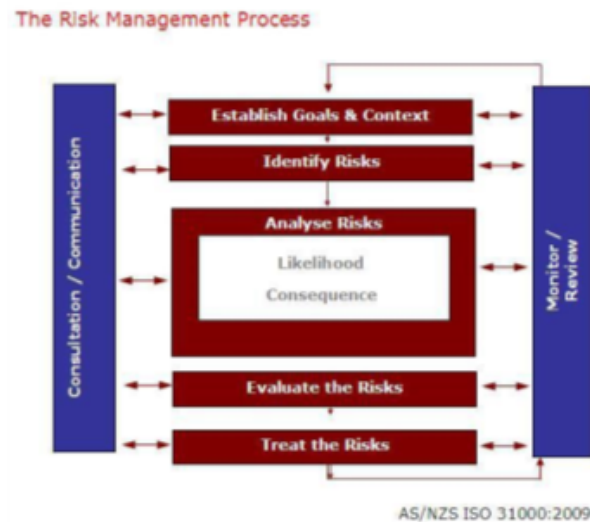 The Risk Management Process
Establish Goals & Context
Identify Risks
Analyse Risks
Likelihood
Consequence
Evaluate the Risks
Treat the Risks
Consultation / Communication
Monitor /
Review
AS/NZS ISO 31000:2009